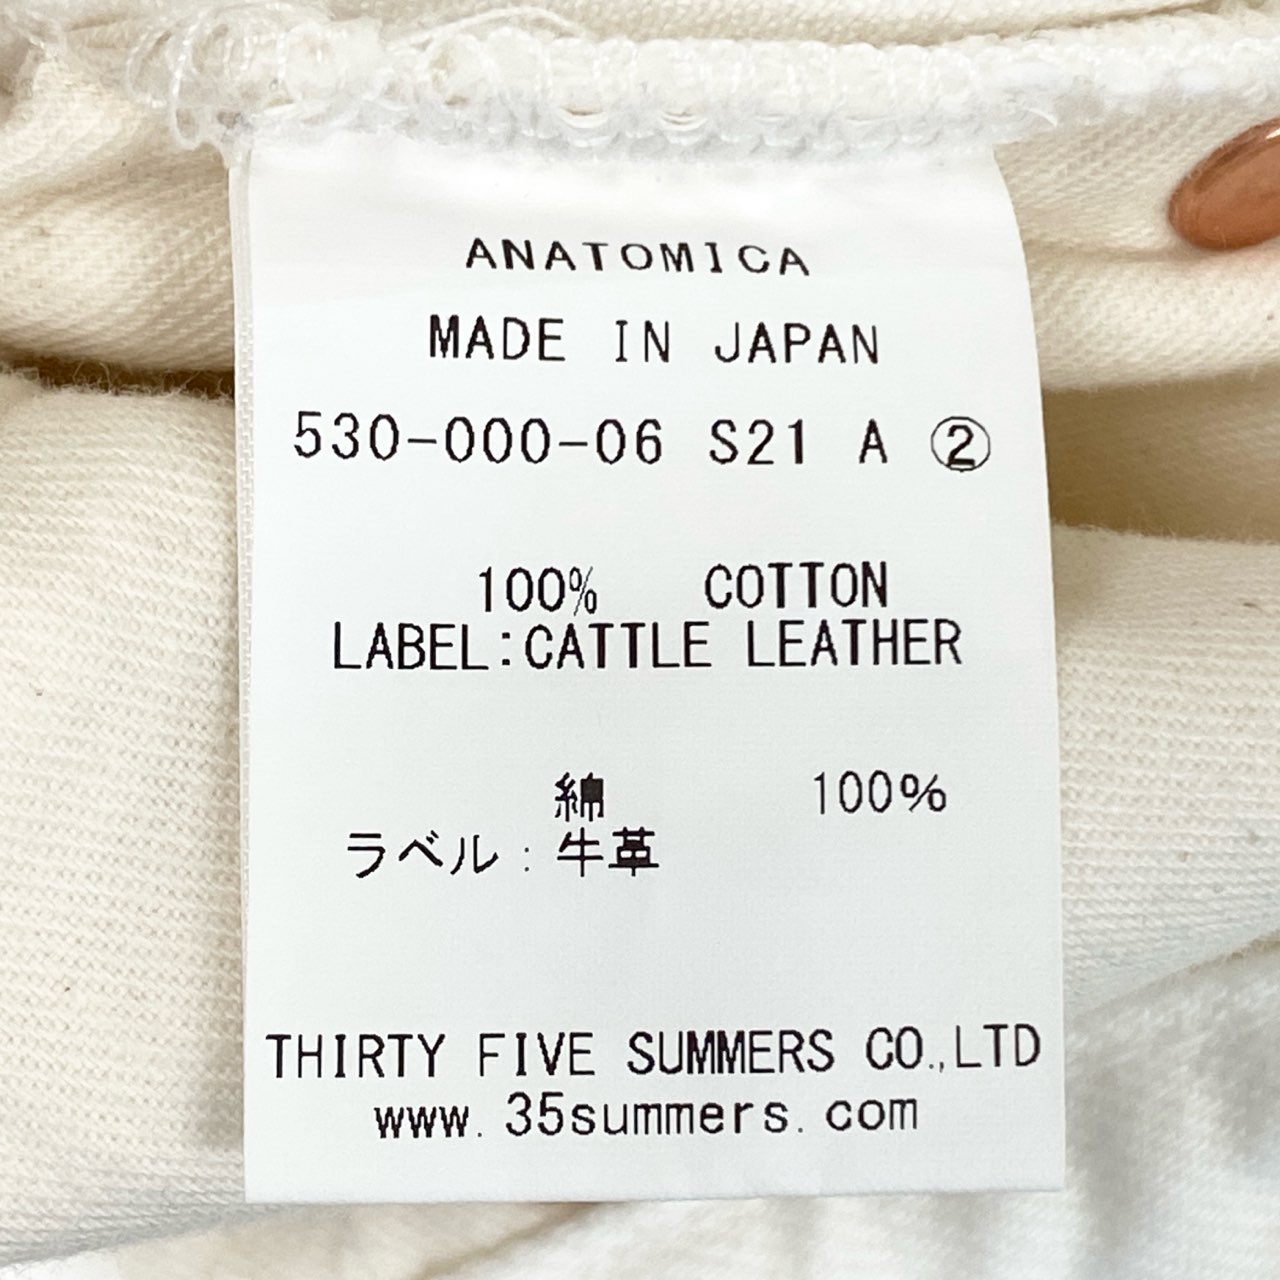 ANATOMICA
MADE IN JAPAN
530-000-06 S21 A ②
100% COTTON
LABEL:CATTLE LEATHER
綿 100%
ラベル:牛革
THIRTY FIVE SUMMERS CO.,LTD
www.35summers.com